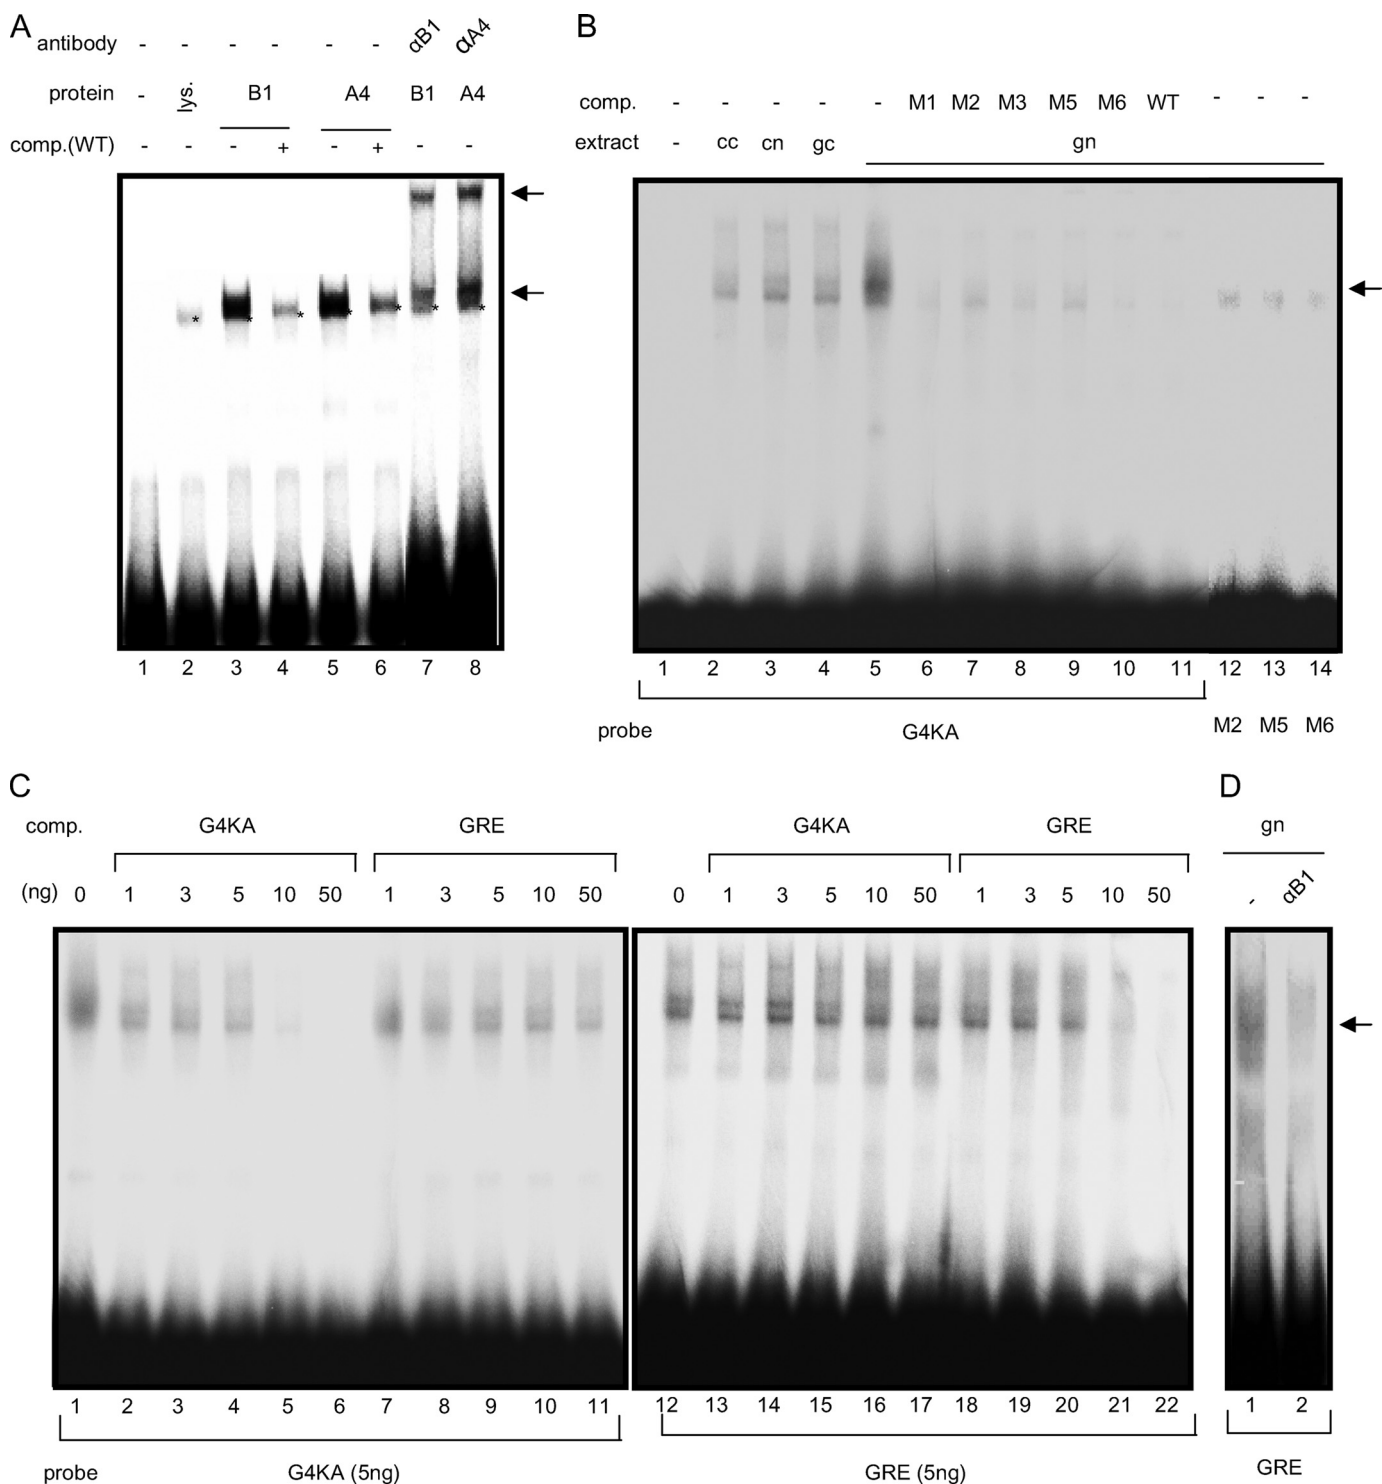 A
antibody - - - - - - αB1 αA4
protein - lys. B1 A4 B1 A4
comp.(WT) - - - + - + - -
* * * * * * *
1 2 3 4 5 6 7 8
B
comp. - - - - - M1 M2 M3 M5 M6 WT - - -
extract - cc cn gc gn
1 2 3 4 5 6 7 8 9 10 11 12 13 14
probe G4KA M2 M5 M6
C
comp. G4KA GRE G4KA GRE
(ng) 0 1 3 5 10 50 1 3 5 10 50 0 1 3 5 10 50 1 3 5 10 50
1 2 3 4 5 6 7 8 9 10 11 12 13 14 15 16 17 18 19 20 21 22
probe G4KA (5ng) GRE (5ng)
D
gn
- αB1
1 2
GRE